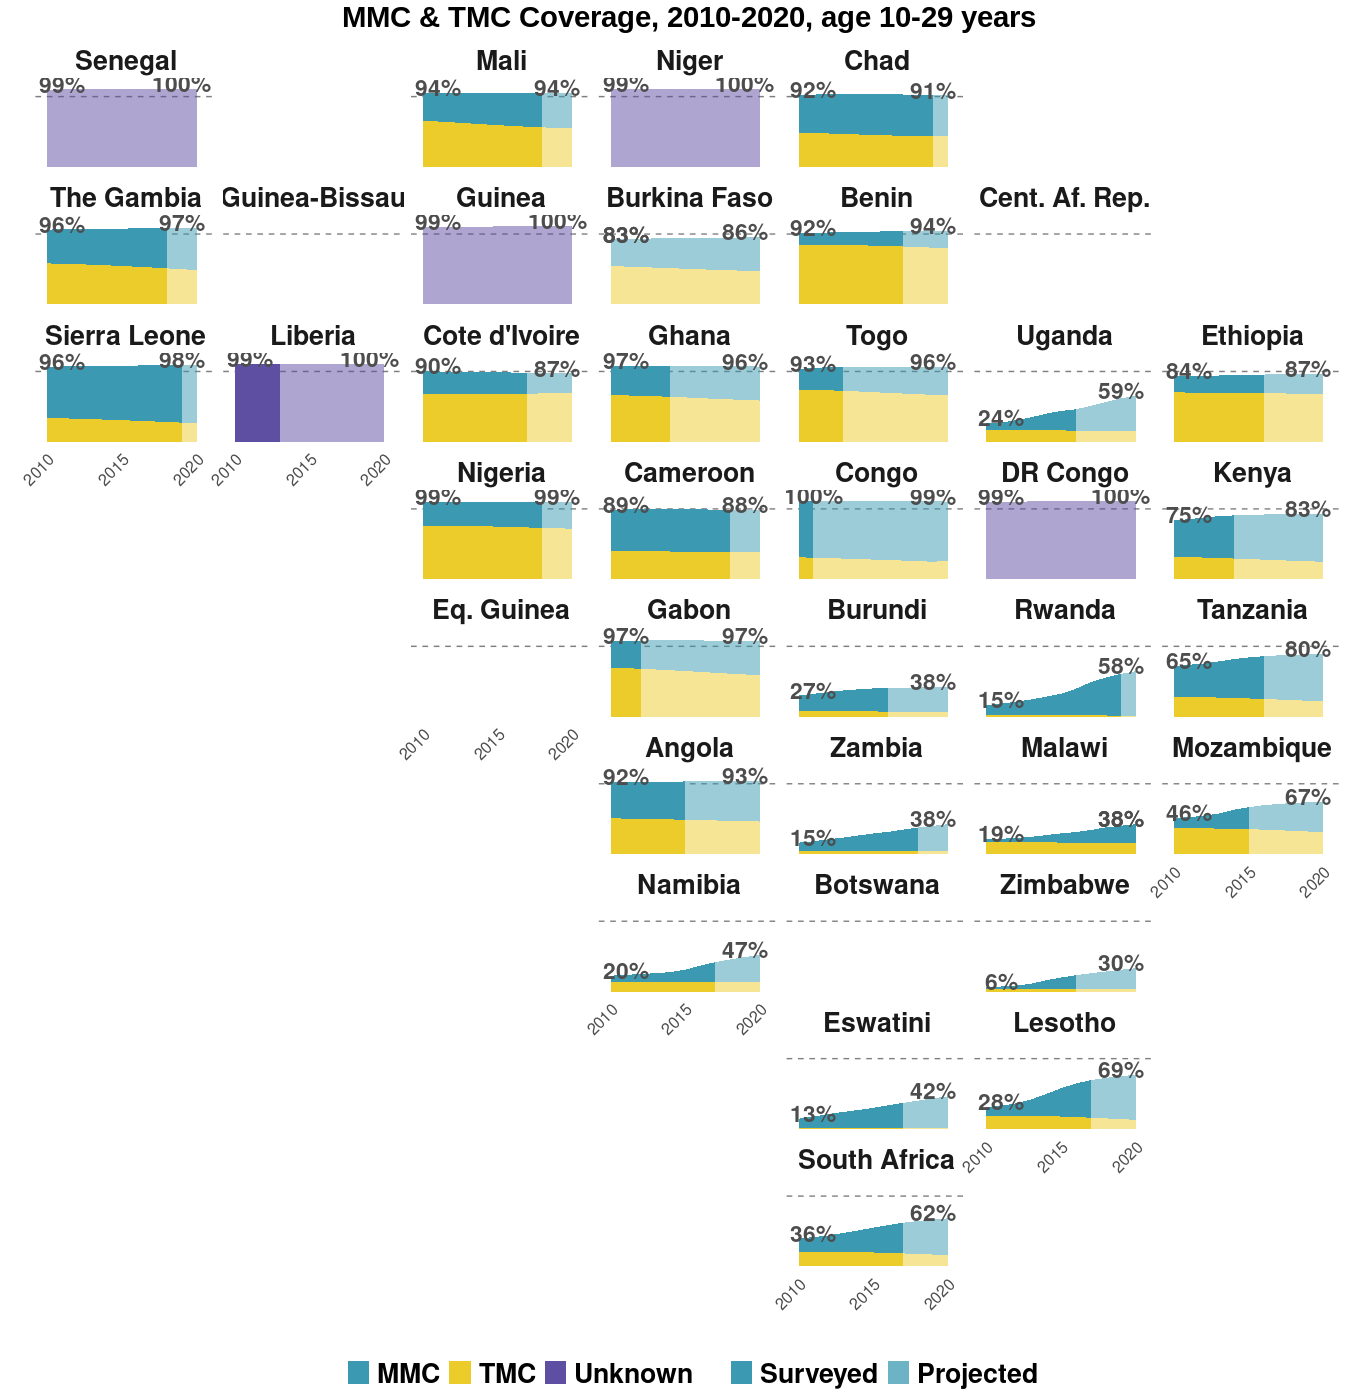 MMC & TMC Coverage, 2010-2020, age 10-29 years
Senegal Mali Niger Chad
99% 100% 94% 94% 99% 100% 92% 91%
The Gambia Guinea-Bissau Guinea Burkina Faso Benin Cent. Af. Rep.
96% 97% 99% 100% 83% 86% 92% 94%
Sierra Leone Liberia Cote d'Ivoire Ghana Togo Uganda Ethiopia
96% 98% 99% 100% 90% 87% 97% 96% 93% 96% 24% 59% 84% 87%
2010 2015 2020 2010 2015 2020
Nigeria Cameroon Congo DR Congo Kenya
99% 99% 89% 88% 100% 99% 99% 100% 75% 83%
Eq. Guinea Gabon Burundi Rwanda Tanzania
97% 97% 27% 38% 15% 58% 65% 80%
2010 2015 2020
Angola Zambia Malawi Mozambique
92% 93% 15% 38% 19% 38% 46% 67%
2010 2015 2020
Namibia Botswana Zimbabwe
20% 47% 6% 30%
2010 2015 2020
Eswatini Lesotho
13% 42% 28% 69%
2010 2015 2020
South Africa
36% 62%
2010 2015 2020
MMC TMC Unknown Surveyed Projected